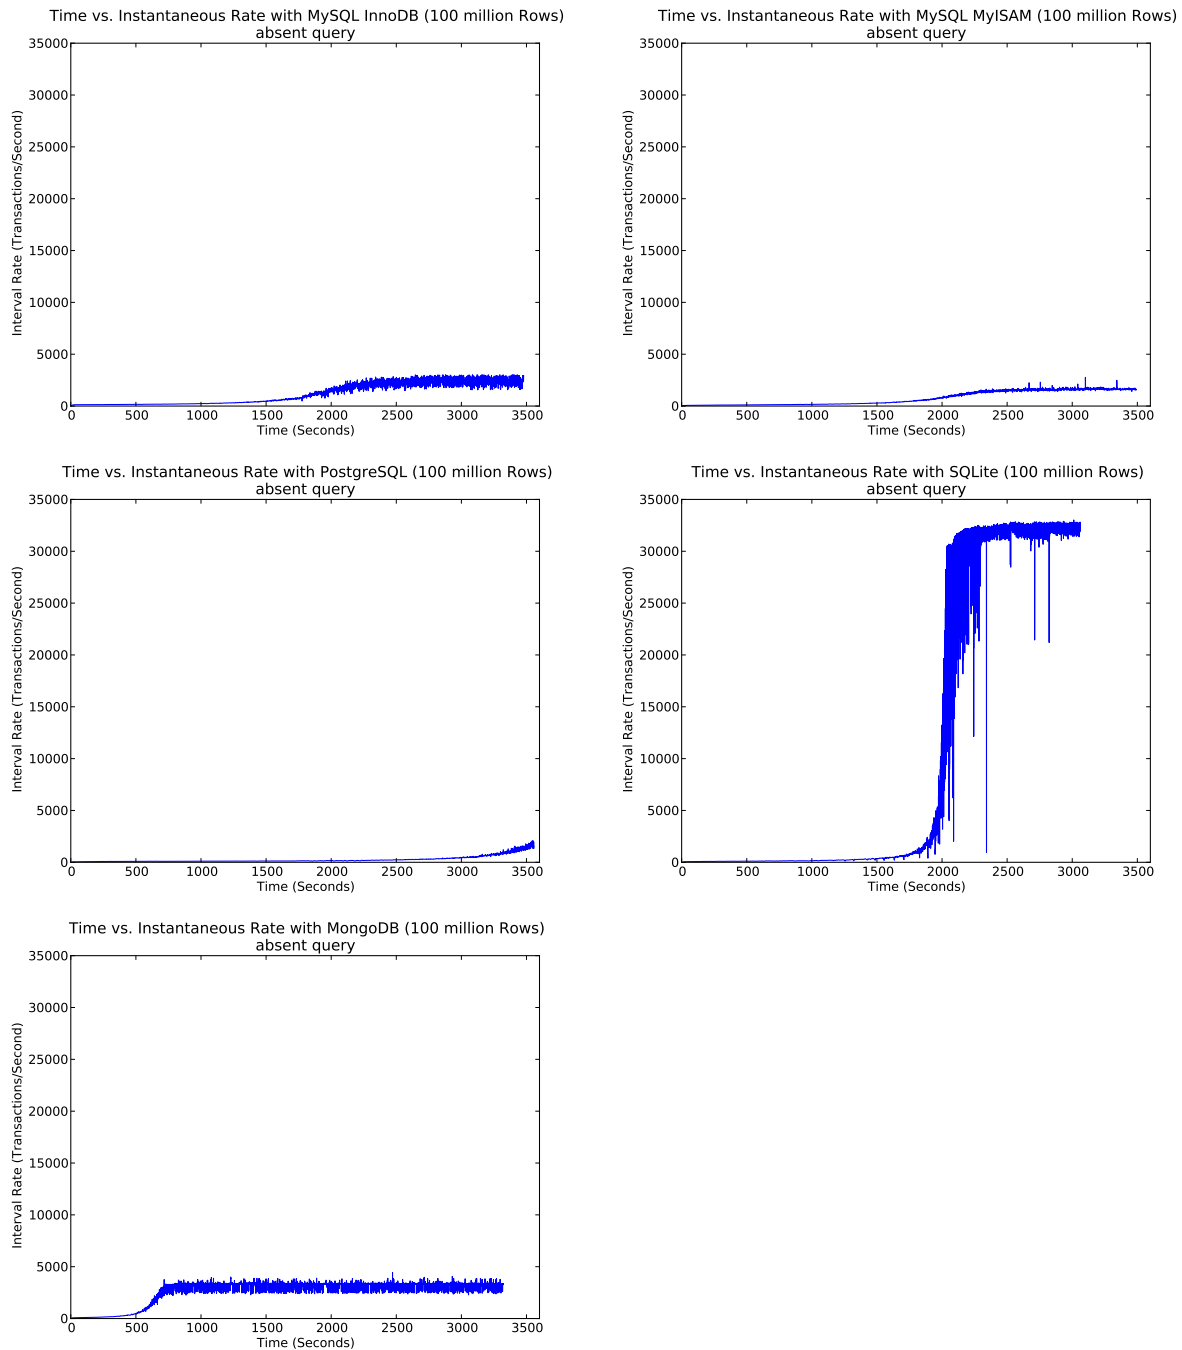 Time vs. Instantaneous Rate with MySQL InnoDB (100 million Rows)
absent query
35000
30000
25000
20000
15000
10000
5000
0
Interval Rate (Transactions/Second)
0 500 1000 1500 2000 2500 3000 3500
Time (Seconds)
Time vs. Instantaneous Rate with MySQL MyISAM (100 million Rows)
absent query
35000
30000
25000
20000
15000
10000
5000
0
Interval Rate (Transactions/Second)
0 500 1000 1500 2000 2500 3000 3500
Time (Seconds)
Time vs. Instantaneous Rate with PostgreSQL (100 million Rows)
absent query
35000
30000
25000
20000
15000
10000
5000
0
Interval Rate (Transactions/Second)
0 500 1000 1500 2000 2500 3000 3500
Time (Seconds)
Time vs. Instantaneous Rate with SQLite (100 million Rows)
absent query
35000
30000
25000
20000
15000
10000
5000
0
Interval Rate (Transactions/Second)
0 500 1000 1500 2000 2500 3000 3500
Time (Seconds)
Time vs. Instantaneous Rate with MongoDB (100 million Rows)
absent query
35000
30000
25000
20000
15000
10000
5000
0
Interval Rate (Transactions/Second)
0 500 1000 1500 2000 2500 3000 3500
Time (Seconds)